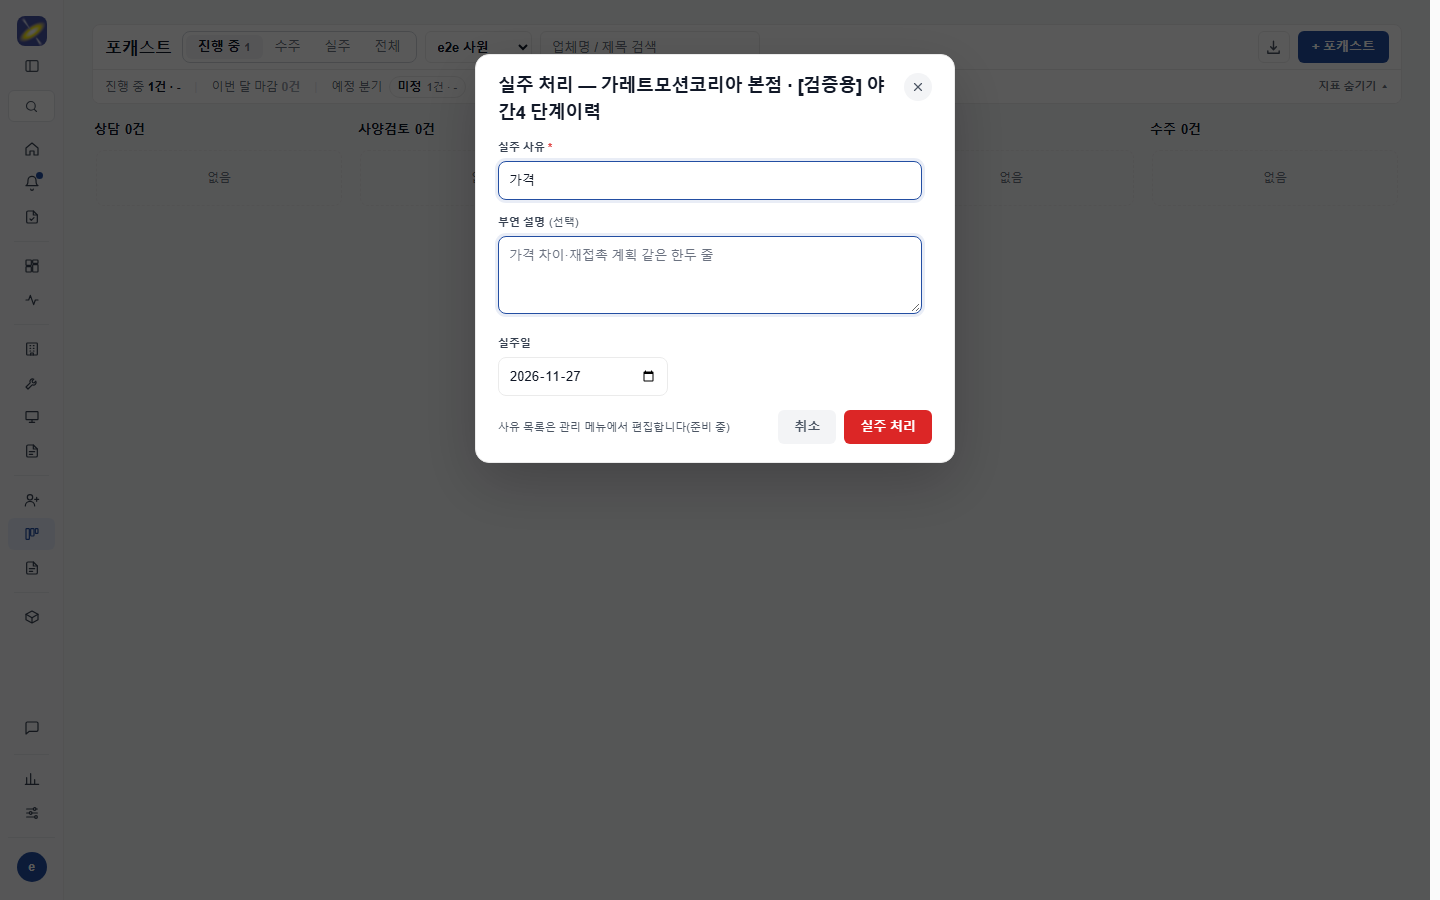 포캐스트
진행 중 1
수주
실주
전체
e2e 사원
업체명 / 제목 검색
+ 포캐스트
진행 중 1건 · -
이번 달 마감 0건
예정 분기
미정 1건 · -
지표 숨기기
상담 0건
사양검토 0건
수주 0건
없음
없음
없음
실주 처리 — 가레트모션코리아 본점 · [검증용] 야
간4 단계이력
실주 사유 *
가격
부연 설명 (선택)
가격 차이·재접촉 계획 같은 한두 줄
실주일
2026-11-27
사유 목록은 관리 메뉴에서 편집합니다(준비 중)
취소
실주 처리
e